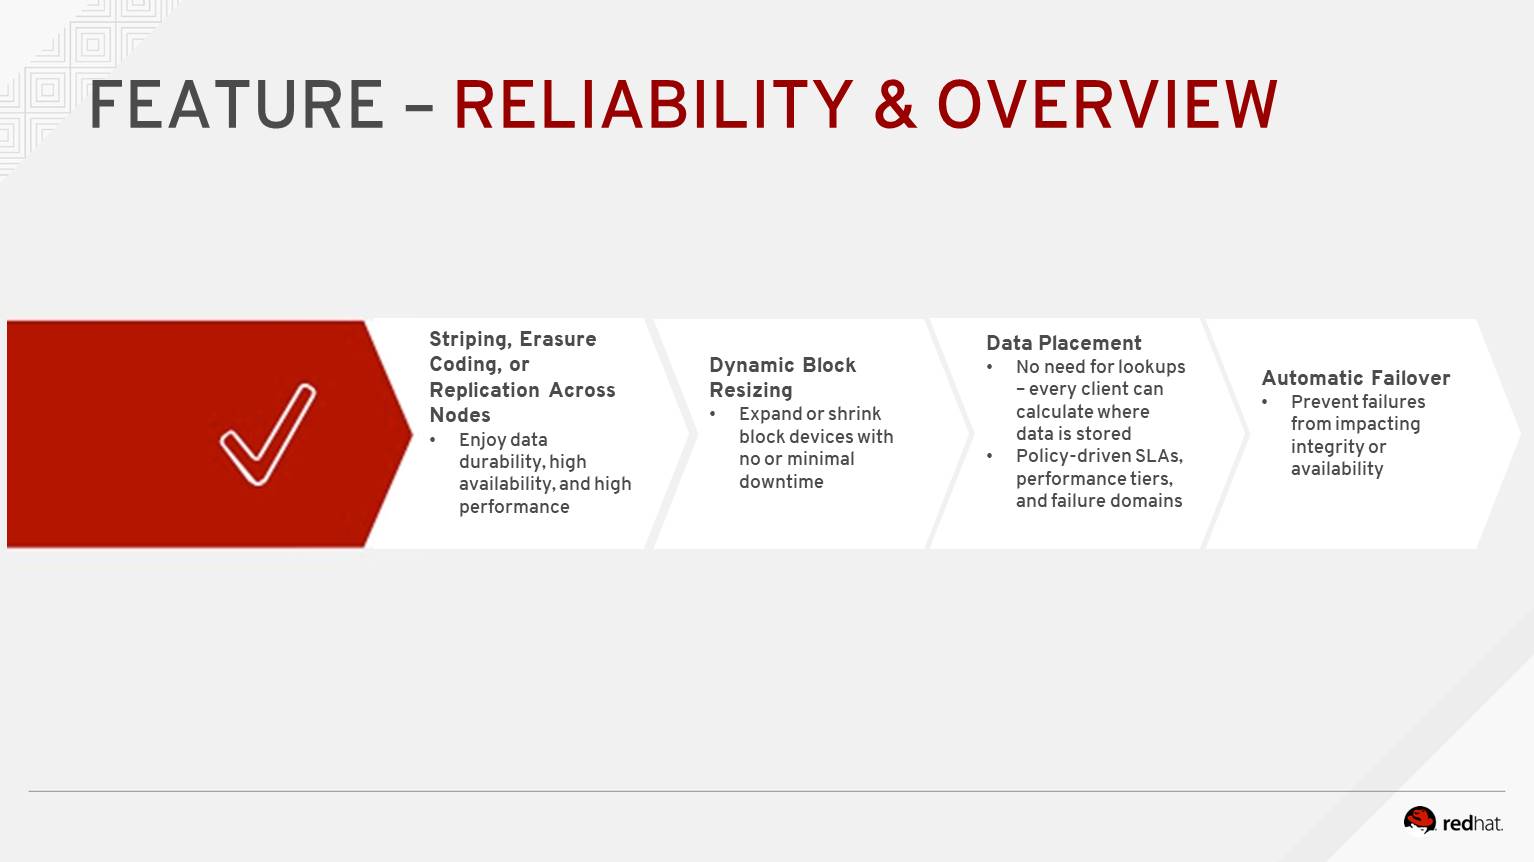 FEATURE – RELIABILITY & OVERVIEW
Striping, Erasure
Coding, or
Replication Across
Nodes
• Enjoy data
durability, high
availability, and high
performance
Dynamic Block
Resizing
• Expand or shrink
block devices with
no or minimal
downtime
Data Placement
• No need for lookups
– every client can
calculate where
data is stored
• Policy-driven SLAs,
performance tiers,
and failure domains
Automatic Failover
• Prevent failures
from impacting
integrity or
availability
redhat.